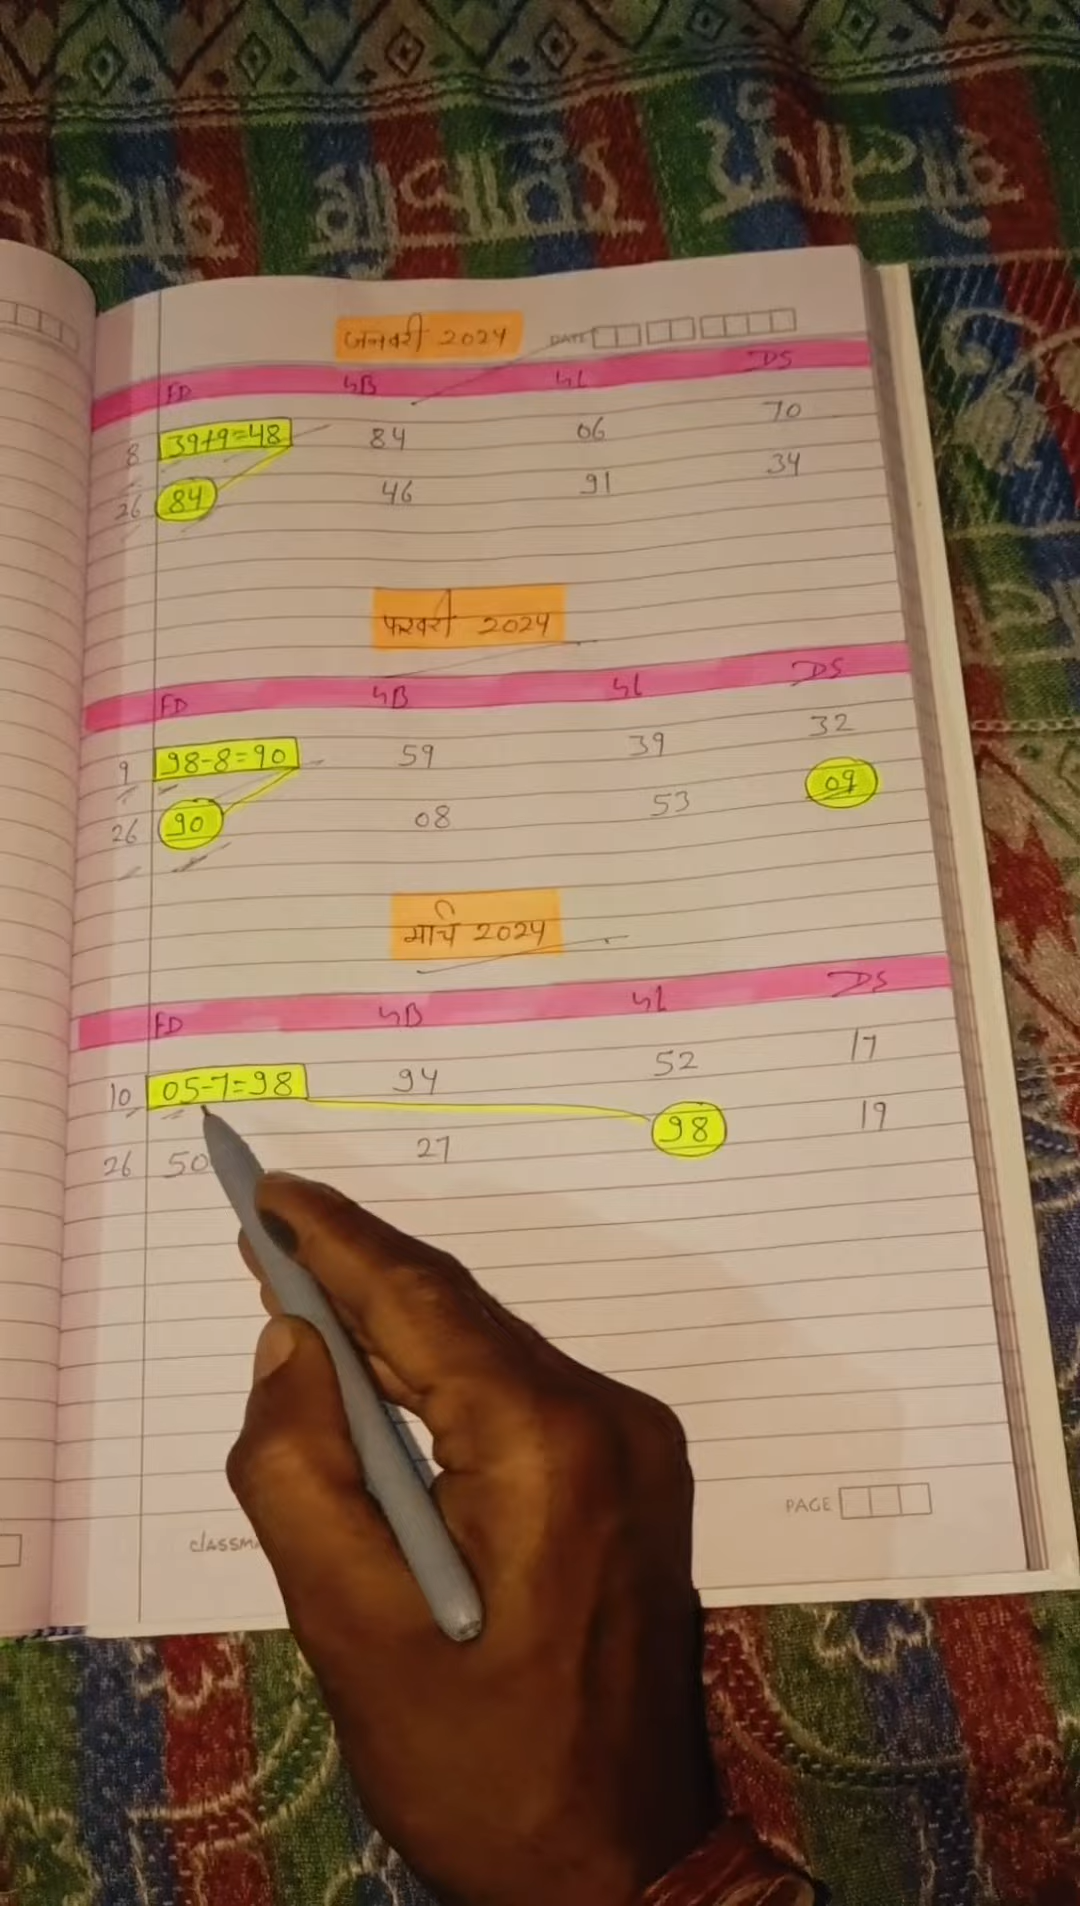 जनवरी 2024
DATE
FD GB GL DS
8 39+9=48 84 06 70
26 84 46 91 34
फरवरी 2024
FD GB GL DS
9 98-8=90 59 39 32
26 90 08 53 09
मार्च 2024
FD GB GL DS
10 05-7=98 94 52 17
26 50 27 98 19
PAGE